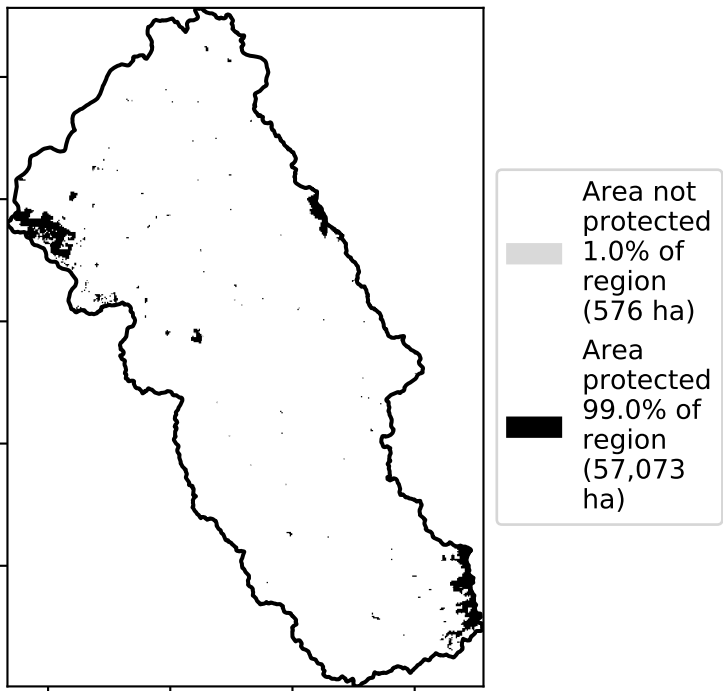 Area not
protected
1.0% of
region
(576 ha)
Area
protected
99.0% of
region
(57,073
ha)